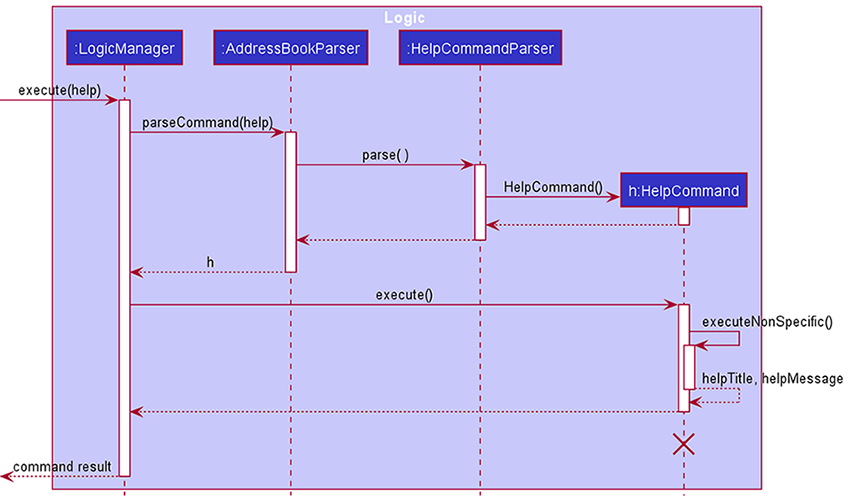 Logic
:LogicManager
:AddressBookParser
:HelpCommandParser
execute(help)
parseCommand(help)
parse( )
HelpCommand()
h:HelpCommand
h
execute()
executeNonSpecific()
helpTitle, helpMessage
command result